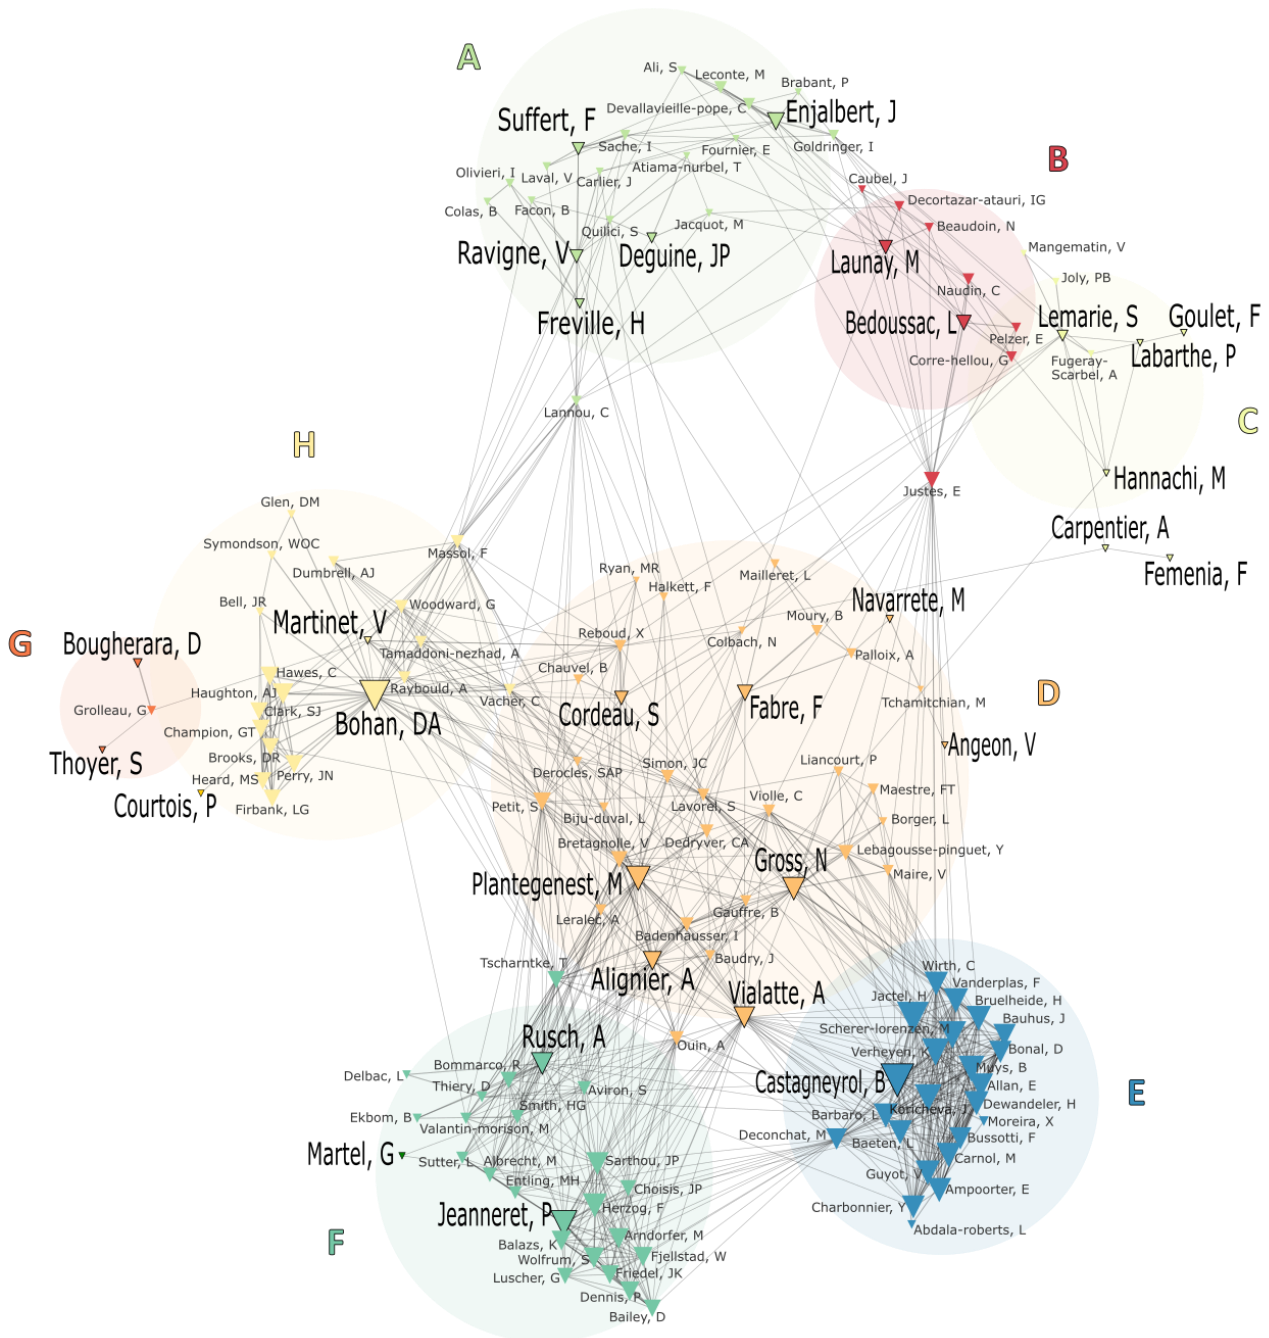 A
Ali, S
Leconte, M
Brabant, P
Devallavieille-pope, C
Enjalbert, J
Suffert, F
Sache, I
Fournier, E
Goldringer, I
Atiama-nurbel, T
Olivieri, I
Laval, V
Carlier, J
Colas, B
Facon, B
Quilici, S
Jacquot, M
Ravigne, V
Deguine, JP
Freville, H
Lannou, C
B
Caubel, J
Decortazar-atauri, IG
Beaudoin, N
Launay, M
Naudin, C
Bedoussac, L
Pelzer, E
Corre-hellou, G
Justes, E
Mangematin, V
Joly, PB
Lemarie, S
Goulet, F
Labarthe, P
Fugeray-
Scarbel, A
C
Hannachi, M
Carpentier, A
Femenia, F
H
Glen, DM
Symondson, WOC
Dumbrell, AJ
Massol, F
Bell, JR
Woodward, G
Martinet, V
Tamaddoni-nezhad, A
Hawes, C
Raybould, A
Vacher, C
Haughton, AJ
Clark, SJ
Bohan, DA
Champion, GT
Brooks, DR
Heard, MS
Perry, JN
Firbank, LG
Courtois, P
G
Bougherara, D
Grolleau, G
Thoyer, S
Ryan, MR
Halkett, F
Mailleret, L
Navarrete, M
Reboud, X
Colbach, N
Moury, B
Palloix, A
Chauvel, B
Tchamitchian, M
D
Cordeau, S
Fabre, F
Angeon, V
Derocles, SAP
Simon, JC
Liancourt, P
Petit, S
Lavorel, S
Violle, C
Maestre, FT
Biju-duval, L
Borger, L
Bretagnolle, V
Dedryver, CA
Lebagousse-pinguet, Y
Gross, N
Maire, V
Plantegenest, M
Leralec, A
Gauffre, B
Badenhausser, I
Baudry, J
Alignier, A
Vialatte, A
Ouin, A
Tscharntke, T
Rusch, A
Bommarco, R
Delbac, L
Thiery, D
Aviron, S
Ekbom, B
Smith, HG
Valantin-morison, M
Martel, G
Sutter, L
Albrecht, M
Sarthou, JP
Entling, MH
Choisis, JP
Jeanneret, P
Herzog, F
F
Balazs, K
Arndorfer, M
Wolfrum, S
Fjellstad, W
Luscher, G
Friedel, JK
Dennis, P
Bailey, D
Wirth, C
Vanderplas, F
Jactel, H
Bruelheide, H
Bauhus, J
Scherer-lorenzen, M
Verheyen, K
Bonal, D
Muys, B
Castagneyrol, B
Allan, E
E
Koricheva, J
Dewandeler, H
Barbaro, L
Moreira, X
Deconchat, M
Baeten, L
Bussotti, F
Carnol, M
Guyot, V
Ampoorter, E
Charbonnier, Y
Abdala-roberts, L